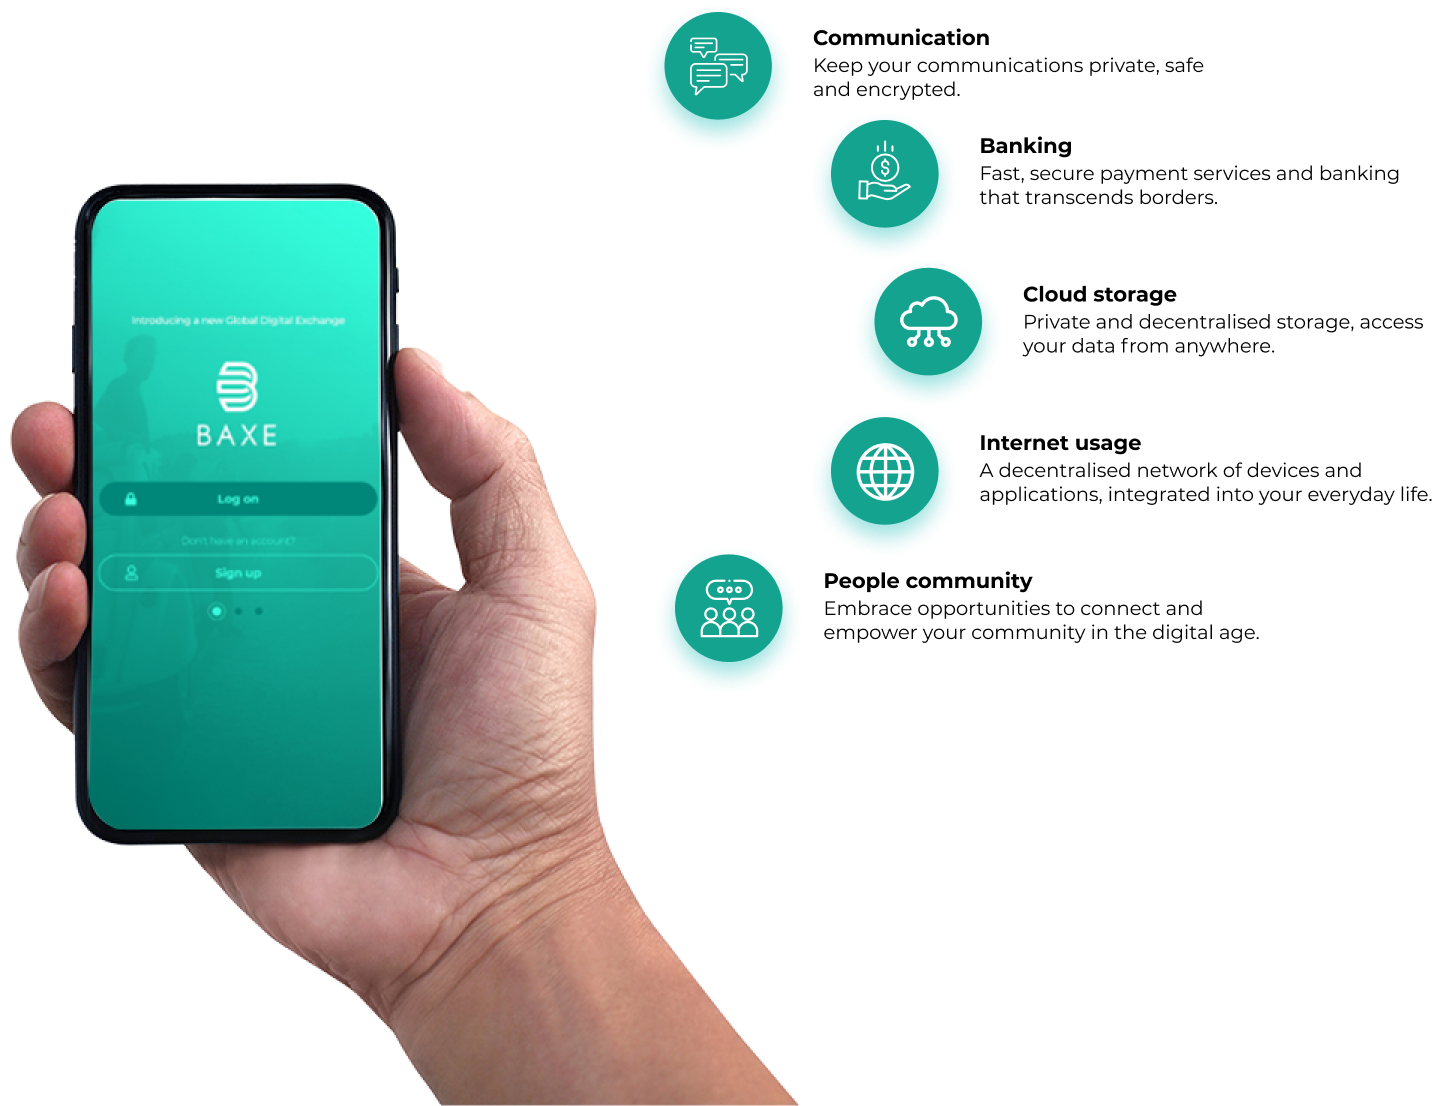 Introducing a new Global Digital Exchange
BAXE
Log on
Don't have an account?
Sign up
Communication
Keep your communications private, safe
and encrypted.
Banking
Fast, secure payment services and banking
that transcends borders.
Cloud storage
Private and decentralised storage, access
your data from anywhere.
Internet usage
A decentralised network of devices and
applications, integrated into your everyday life.
People community
Embrace opportunities to connect and
empower your community in the digital age.